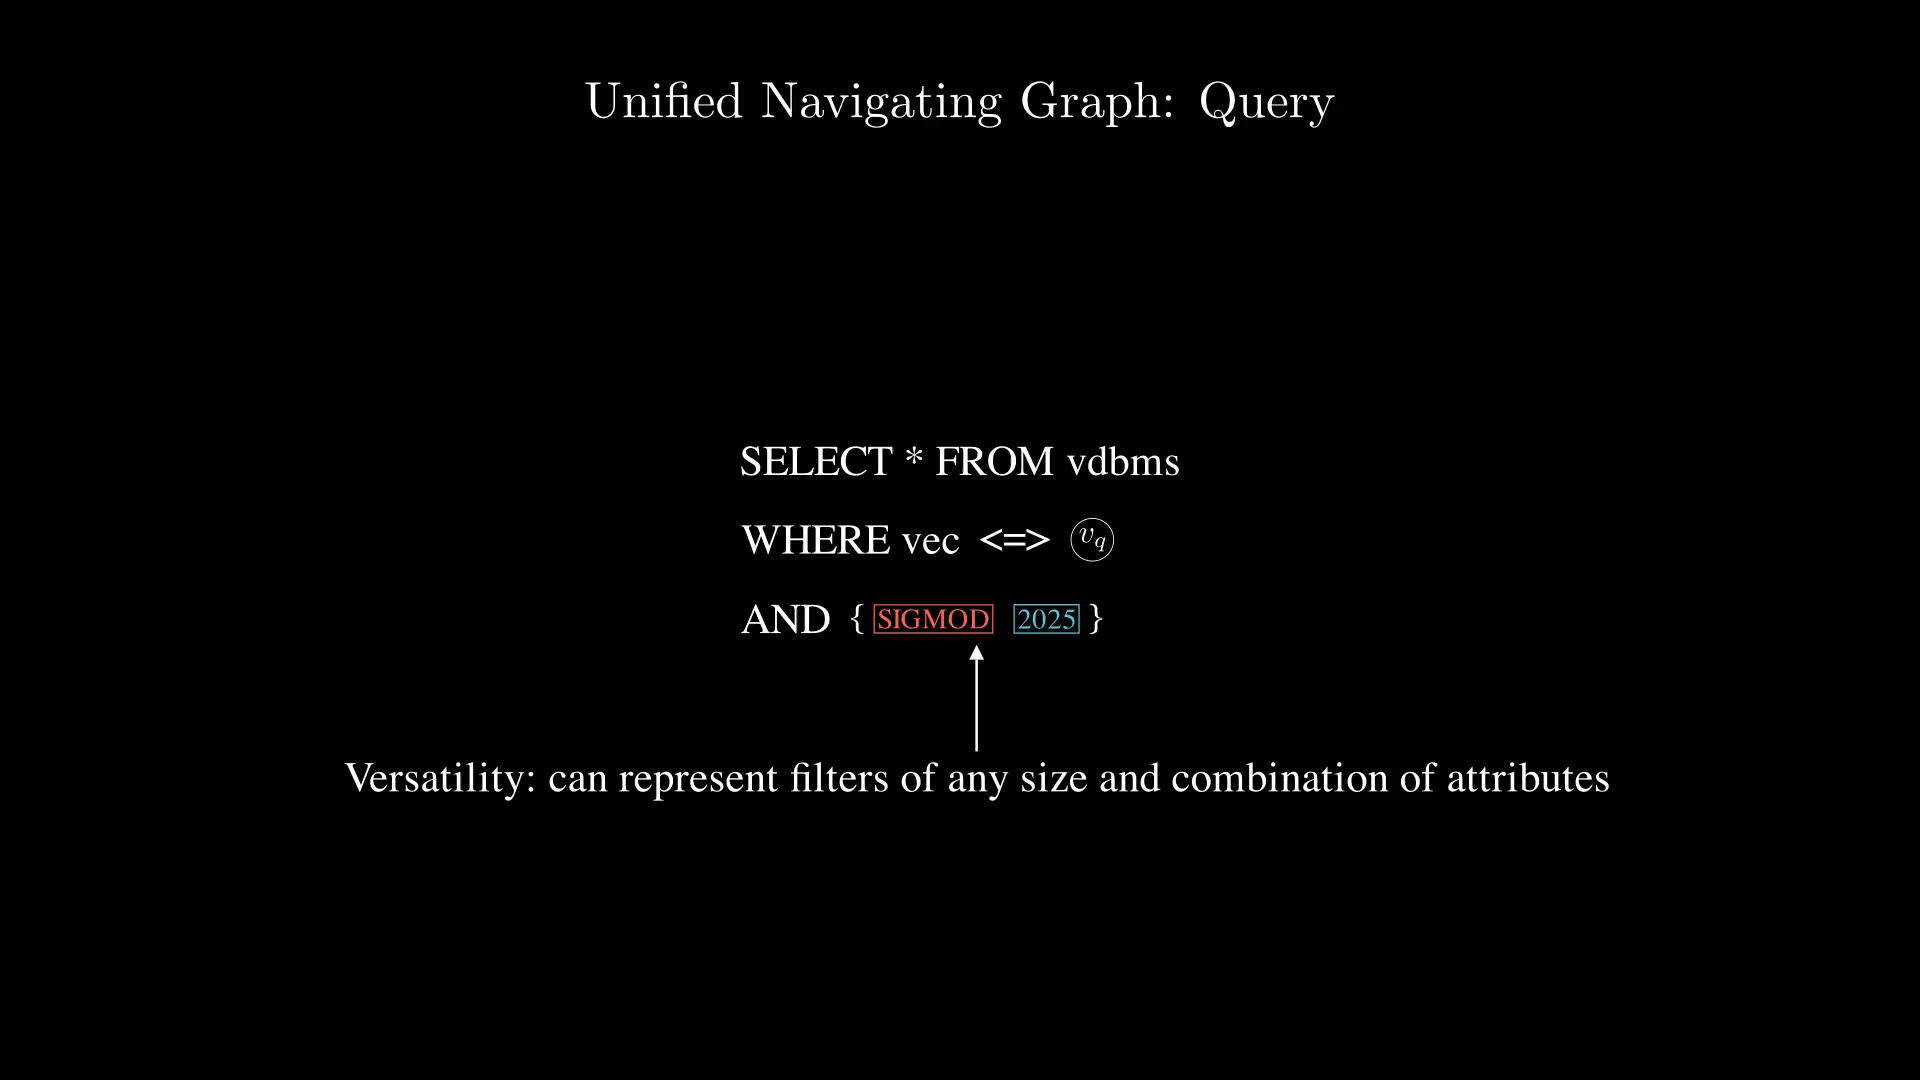 Unified Navigating Graph: Query
SELECT * FROM vdbms
WHERE vec <=> v_q
AND { SIGMOD 2025 }
Versatility: can represent filters of any size and combination of attributes